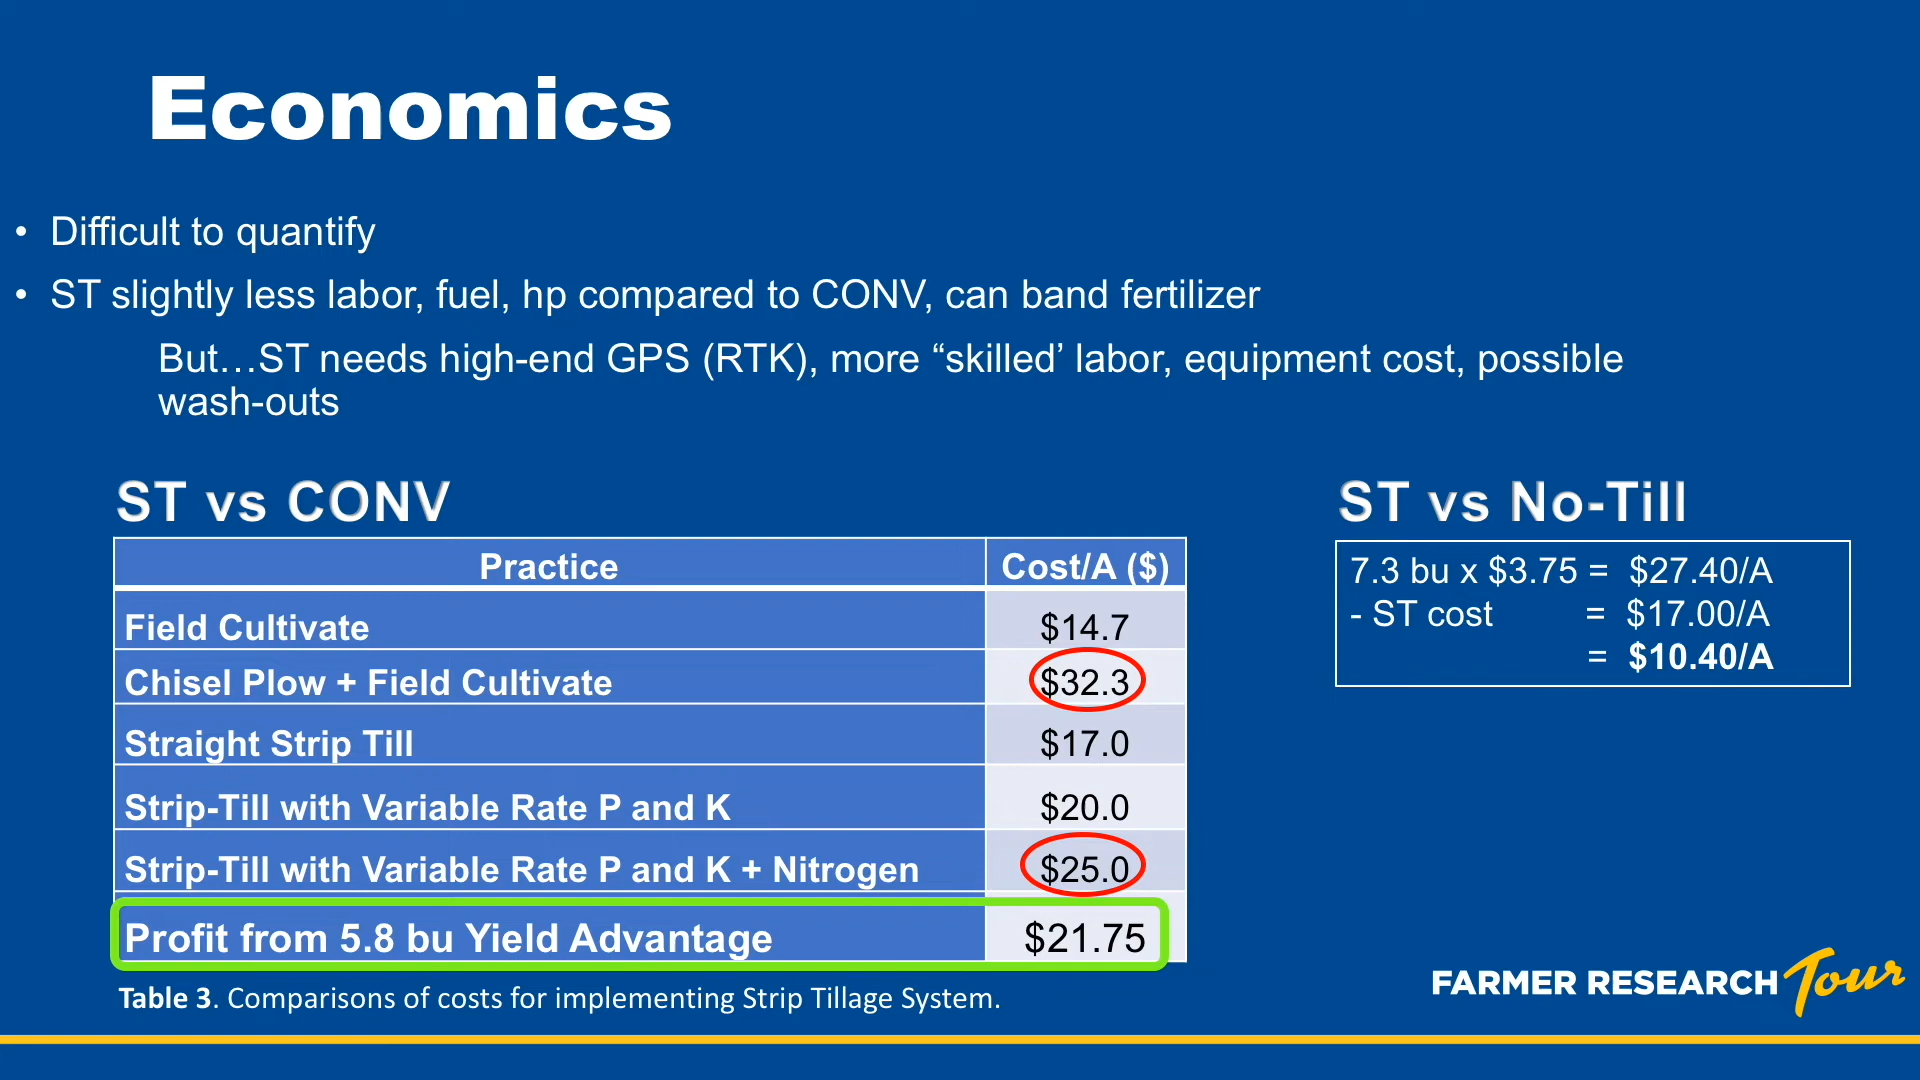 Economics
• Difficult to quantify
• ST slightly less labor, fuel, hp compared to CONV, can band fertilizer
But…ST needs high-end GPS (RTK), more “skilled’ labor, equipment cost, possible
wash-outs
ST vs CONV
Practice Cost/A ($)
Field Cultivate $14.7
Chisel Plow + Field Cultivate $32.3
Straight Strip Till $17.0
Strip-Till with Variable Rate P and K $20.0
Strip-Till with Variable Rate P and K + Nitrogen $25.0
Profit from 5.8 bu Yield Advantage $21.75
Table 3. Comparisons of costs for implementing Strip Tillage System.
ST vs No-Till
7.3 bu x $3.75 = $27.40/A
- ST cost = $17.00/A
= $10.40/A
FARMER RESEARCH Tour